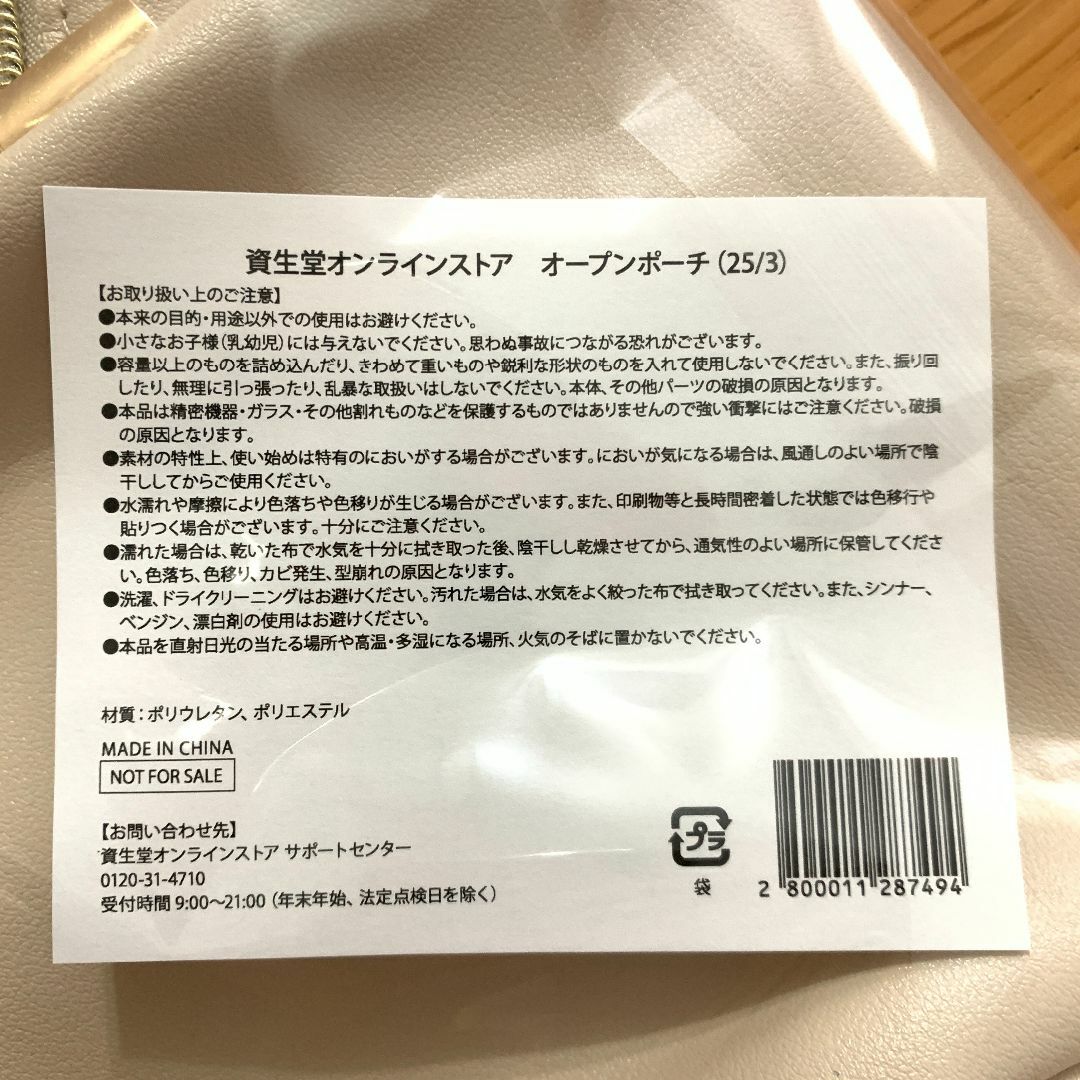 資生堂オンラインストア　オープンポーチ（25/3）
【お取り扱い上のご注意】
●本来の目的・用途以外での使用はお避けください。
●小さなお子様（乳幼児）には与えないでください。思わぬ事故につながる恐れがございます。
●容量以上のものを詰め込んだり、きわめて重いものや鋭利な形状のものを入れて使用しないでください。また、振り回
したり、無理に引っ張ったり、乱暴な取扱いはしないでください。本体、その他パーツの破損の原因となります。
●本品は精密機器・ガラス・その他割れものなどを保護するものではありませんので強い衝撃にはご注意ください。破損
の原因となります。
●素材の特性上、使い始めは特有のにおいがする場合がございます。においが気になる場合は、風通しのよい場所で陰
干ししてからご使用ください。
●水濡れや摩擦により色落ちや色移りが生じる場合がございます。また、印刷物等と長時間密着した状態では色移行や
貼りつく場合がございます。十分にご注意ください。
●濡れた場合は、乾いた布で水気を十分に拭き取った後、陰干しし乾燥させてから、通気性のよい場所に保管してくださ
い。色落ち、色移り、カビ発生、型崩れの原因となります。
●洗濯、ドライクリーニングはお避けください。汚れた場合は、水気をよく絞った布で拭き取ってください。また、シンナー、
ベンジン、漂白剤の使用はお避けください。
●本品を直射日光の当たる場所や高温・多湿になる場所、火気のそばに置かないでください。
材質：ポリウレタン、ポリエステル
MADE IN CHINA
NOT FOR SALE
【お問い合わせ先】
資生堂オンラインストア サポートセンター
0120-31-4710
受付時間 9:00～21:00（年末年始、法定点検日を除く）
プラ
袋
2 800011 287494